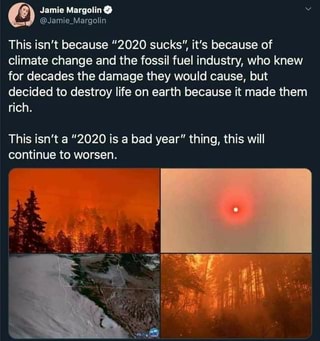 Jamie Margolin
@Jamie_Margolin
This isn't because "2020 sucks", it's because of
climate change and the fossil fuel industry, who knew
for decades the damage they would cause, but
decided to destroy life on earth because it made them
rich.
This isn't a "2020 is a bad year" thing, this will
continue to worsen.